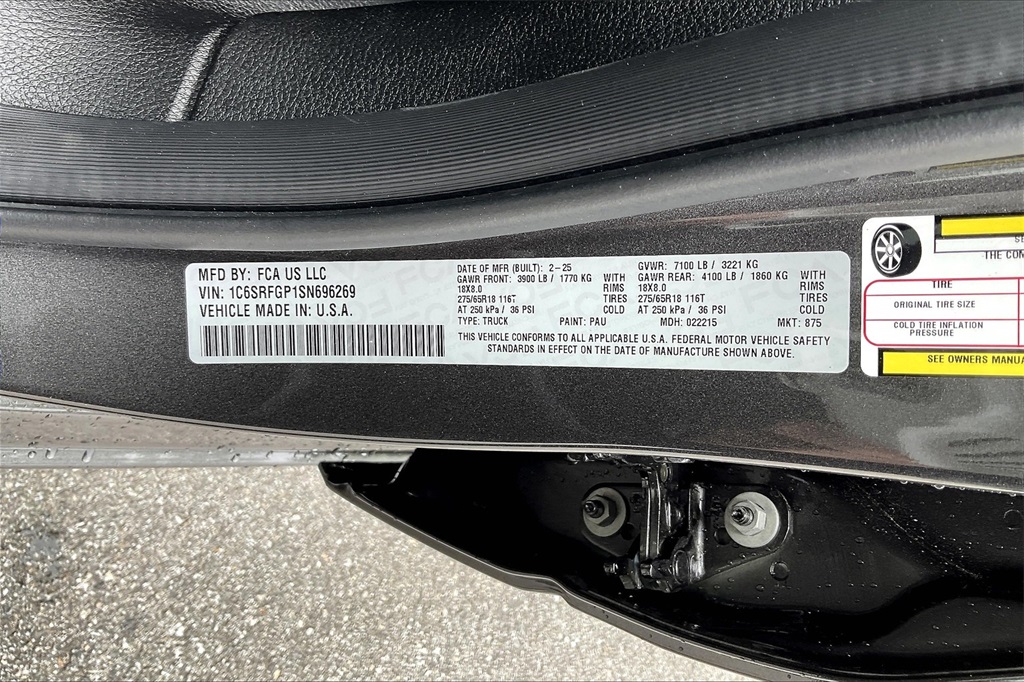 MFD BY: FCA US LLC
VIN: 1C6SRFGP1SN696269
VEHICLE MADE IN: U.S.A.
DATE OF MFR (BUILT): 2-25 GVWR: 7100 LB / 3221 KG
GAWR FRONT: 3900 LB / 1770 KG WITH GAWR REAR: 4100 LB / 1860 KG WITH
18X8.0 RIMS 18X8.0 RIMS
275/65R18 116T TIRES 275/65R18 116T TIRES
AT 250 kPa / 36 PSI COLD AT 250 kPa / 36 PSI COLD
TYPE: TRUCK PAINT: PAU MDH: 022215 MKT: 875
THIS VEHICLE CONFORMS TO ALL APPLICABLE U.S.A. FEDERAL MOTOR VEHICLE SAFETY
STANDARDS IN EFFECT ON THE DATE OF MANUFACTURE SHOWN ABOVE.
THE CON
TIRE
ORIGINAL TIRE SIZE
COLD TIRE INFLATION
PRESSURE
SEE OWNERS MANUA